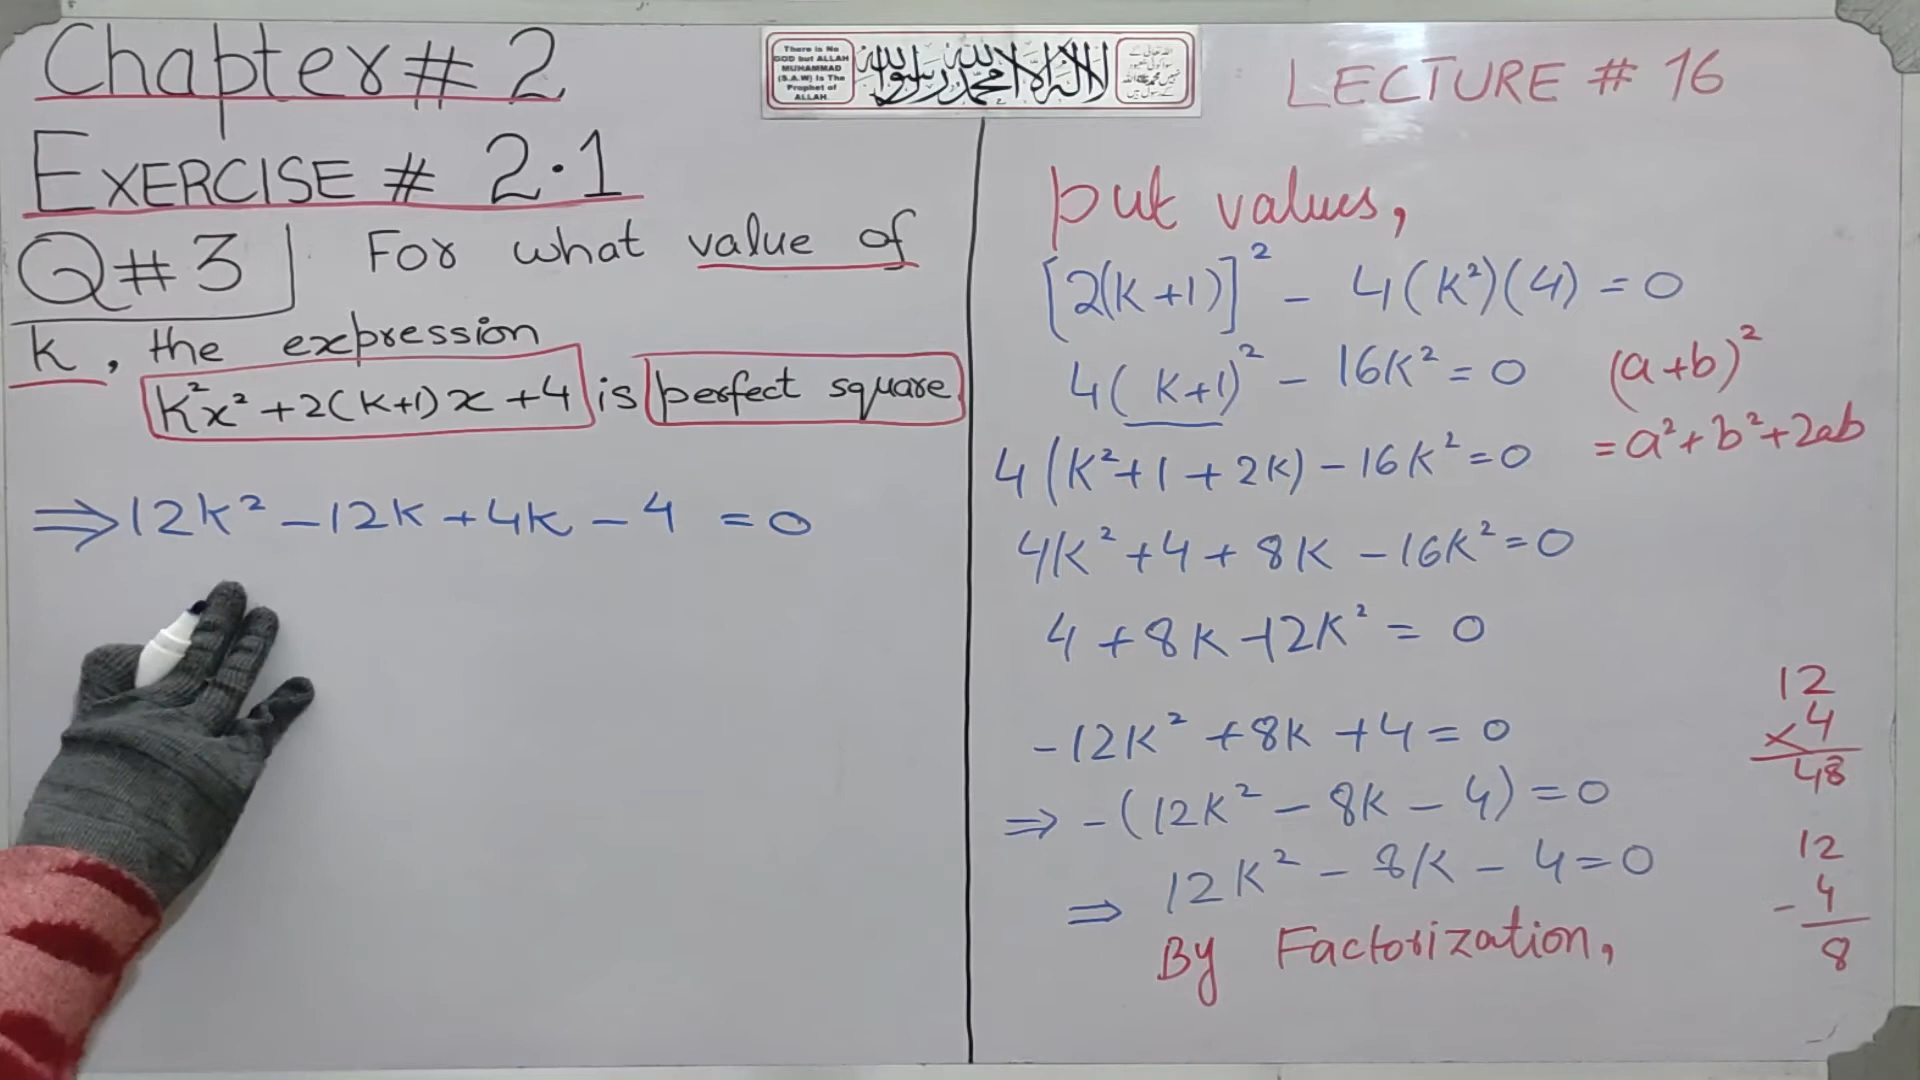 Chapter # 2
EXERCISE # 2.1
Q#3 For what value of
k, the expression
k²x² + 2(k+1)x + 4 is perfect square
⇒ 12k² - 12k + 4k - 4 = 0
There is No
GOD but ALLAH
MUHAMMAD
(S.A.W) is The
Prophet of
ALLAH.
لا إله إلا الله محمد رسول الله
LECTURE # 16
put values,
[2(k+1)]² - 4(k²)(4) = 0
4(k+1)² - 16k² = 0
(a+b)²
= a² + b² + 2ab
4(k² + 1 + 2k) - 16k² = 0
4k² + 4 + 8k - 16k² = 0
4 + 8k - 12k² = 0
-12k² + 8k + 4 = 0
⇒ -(12k² - 8k - 4) = 0
⇒ 12k² - 8k - 4 = 0
By Factorization,
12
×4
48
12
- 4
8